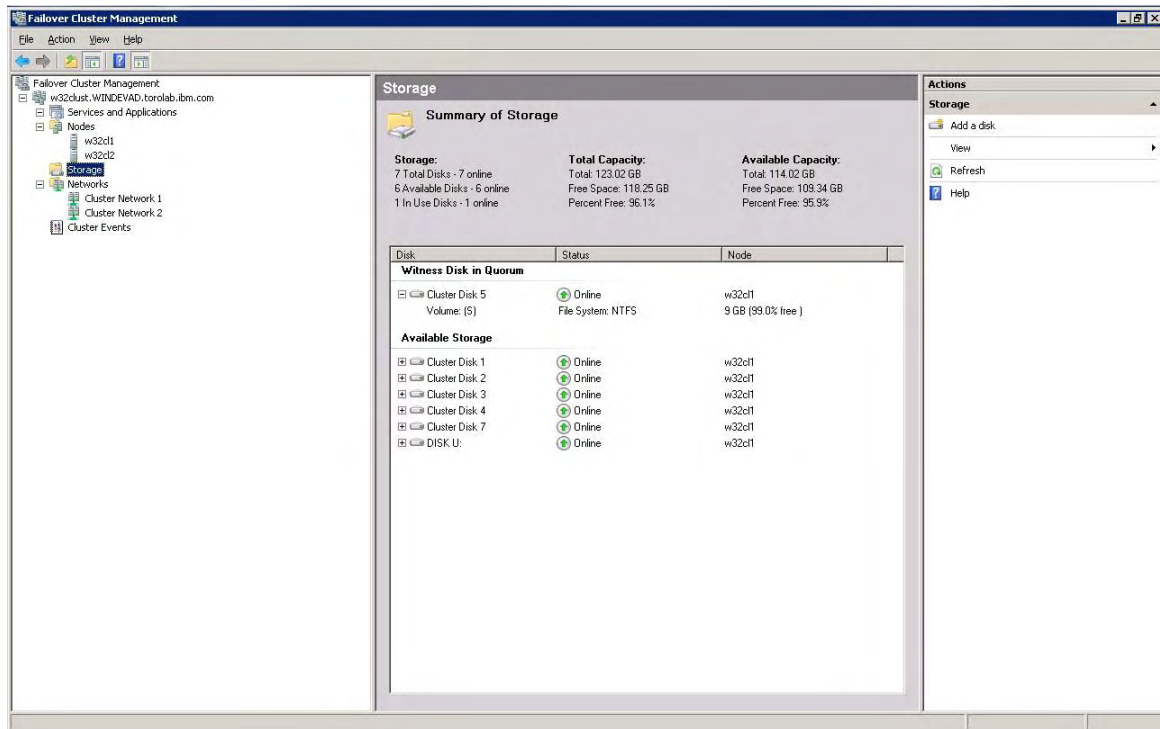 Failover Cluster Management
File Action View Help
Failover Cluster Management
w32clust.WINDEVAD.torolab.ibm.com
Services and Applications
Nodes
w32cl1
w32cl2
Storage
Networks
Cluster Network 1
Cluster Network 2
Cluster Events
Storage
Summary of Storage
Storage: Total Capacity: Available Capacity:
7 Total Disks - 7 online Total: 123.02 GB Total: 114.02 GB
6 Available Disks - 6 online Free Space: 118.25 GB Free Space: 109.34 GB
1 In Use Disks - 1 online Percent Free: 96.1% Percent Free: 95.9%
Disk Status Node
Witness Disk in Quorum
Cluster Disk 5 Online w32cl1
Volume: (S) File System: NTFS 9 GB (99.0% free )
Available Storage
Cluster Disk 1 Online w32cl1
Cluster Disk 2 Online w32cl1
Cluster Disk 3 Online w32cl1
Cluster Disk 4 Online w32cl1
Cluster Disk 7 Online w32cl1
DISK U: Online w32cl1
Actions
Storage
Add a disk
View
Refresh
Help